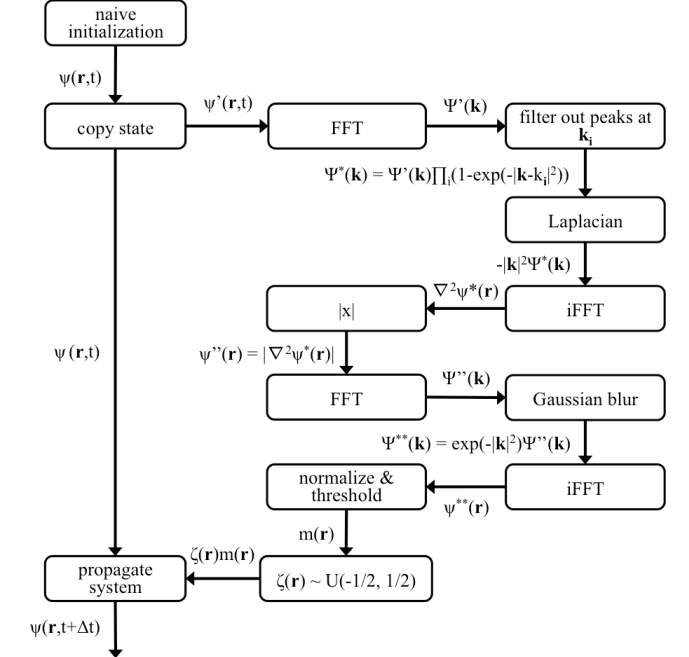 naive
initialization
ψ(r,t)
copy state
ψ’(r,t)
FFT
Ψ’(k)
filter out peaks at
kᵢ
Ψ*(k) = Ψ’(k)∏ᵢ(1-exp(-|k-kᵢ|²))
Laplacian
-|k|²Ψ*(k)
iFFT
∇²ψ*(r)
|x|
ψ’’(r) = |∇²ψ*(r)|
ψ(r,t)
FFT
Ψ’’(k)
Gaussian blur
Ψ**(k) = exp(-|k|²)Ψ’’(k)
iFFT
ψ**(r)
normalize &
threshold
m(r)
ζ(r) ~ U(-1/2, 1/2)
ζ(r)m(r)
propagate
system
ψ(r,t+Δt)